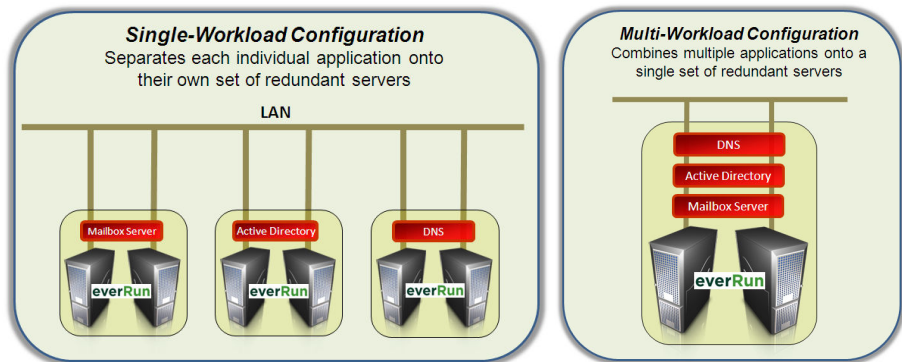 Single-Workload Configuration
Separates each individual application onto
their own set of redundant servers
LAN
Mailbox Server
Active Directory
DNS
everRun
everRun
everRun
Multi-Workload Configuration
Combines multiple applications onto a
single set of redundant servers
DNS
Active Directory
Mailbox Server
everRun